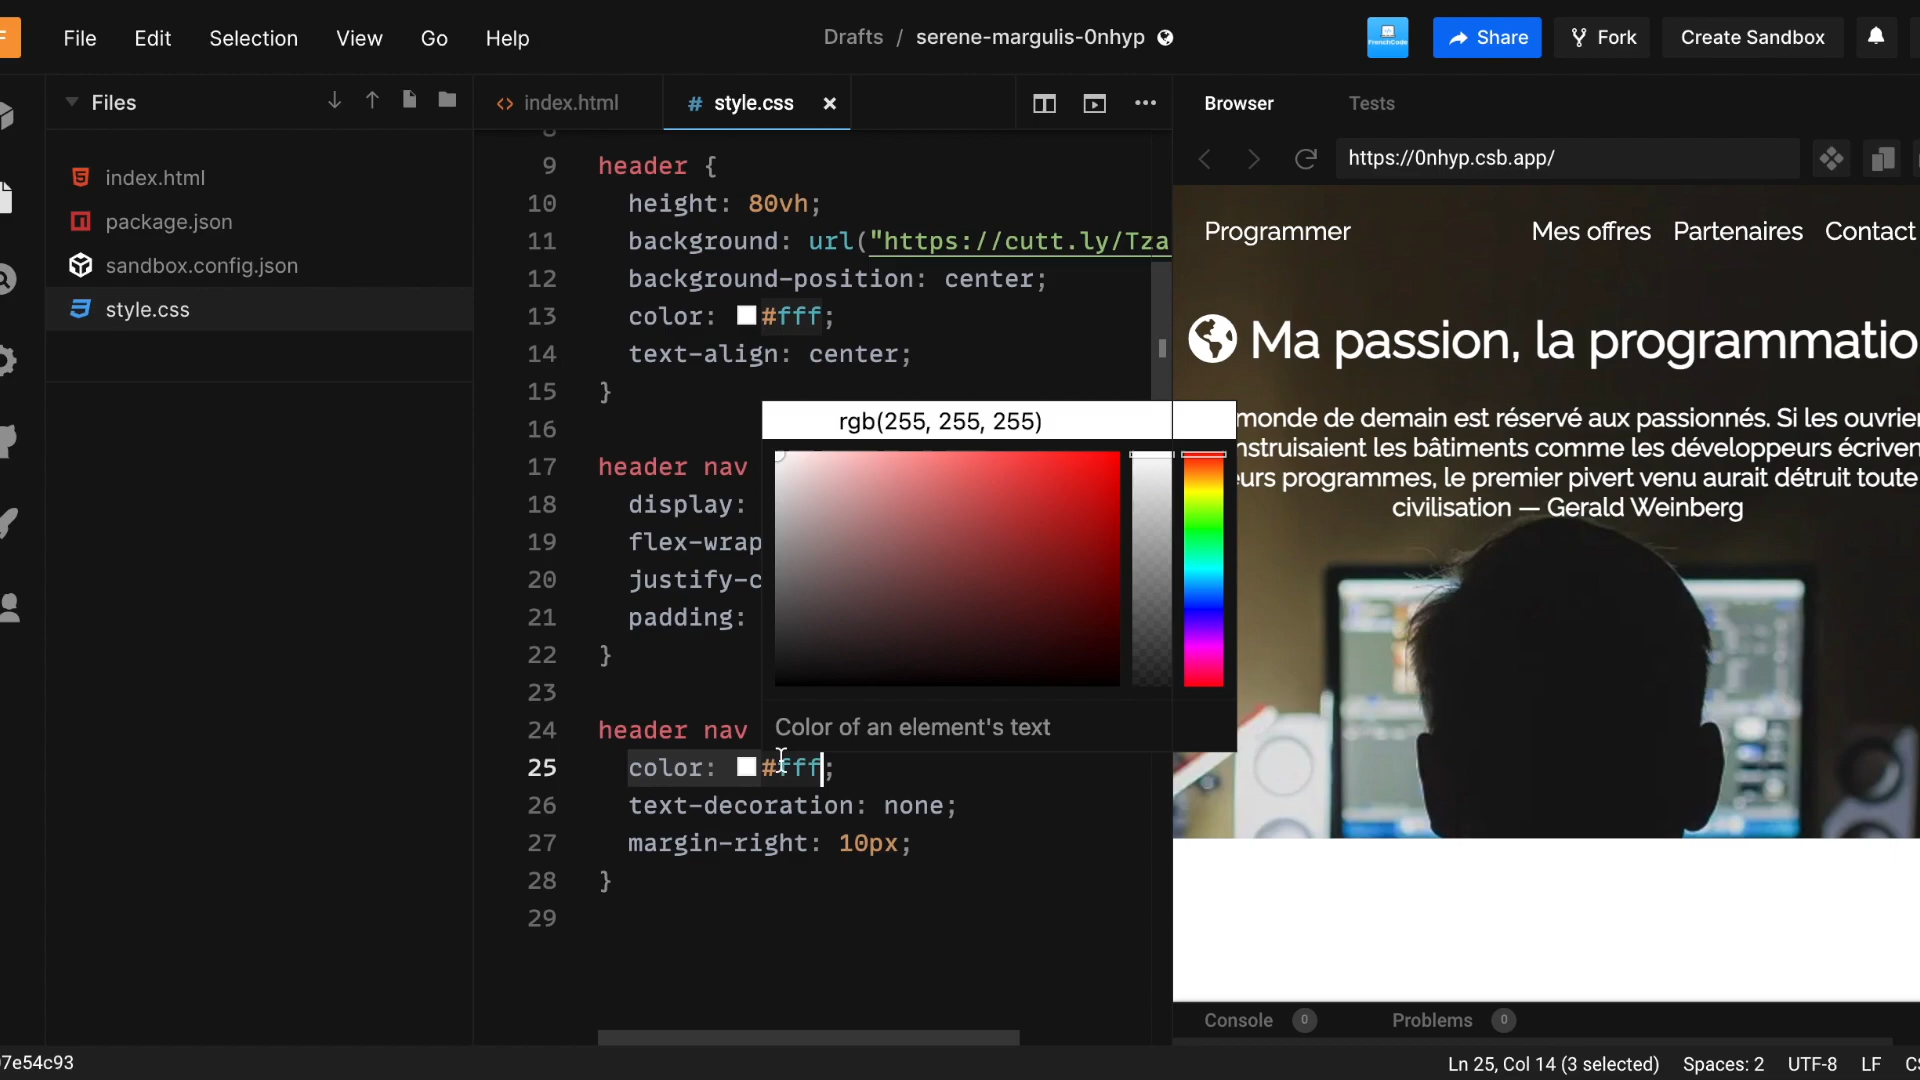 File Edit Selection View Go Help
Drafts / serene-margulis-0nhyp
FrenchCode
Share
Fork
Create Sandbox
Files
index.html
package.json
sandbox.config.json
style.css
index.html
# style.css
8
9 header {
10 height: 80vh;
11 background: url("https://cutt.ly/Tza
12 background-position: center;
13 color: #fff;
14 text-align: center;
15 }
16
17 header nav
18 display:
19 flex-wrap
20 justify-c
21 padding:
22 }
23
24 header nav
25 color: #fff;
26 text-decoration: none;
27 margin-right: 10px;
28 }
29
rgb(255, 255, 255)
Color of an element's text
Browser Tests
https://0nhyp.csb.app/
Programmer Mes offres Partenaires Contact
Ma passion, la programmatio
monde de demain est réservé aux passionnés. Si les ouvrier
nstruisaient les bâtiments comme les développeurs écriven
eurs programmes, le premier pivert venu aurait détruit toute
civilisation — Gerald Weinberg
Console 0 Problems 0
7e54c93
Ln 25, Col 14 (3 selected) Spaces: 2 UTF-8 LF